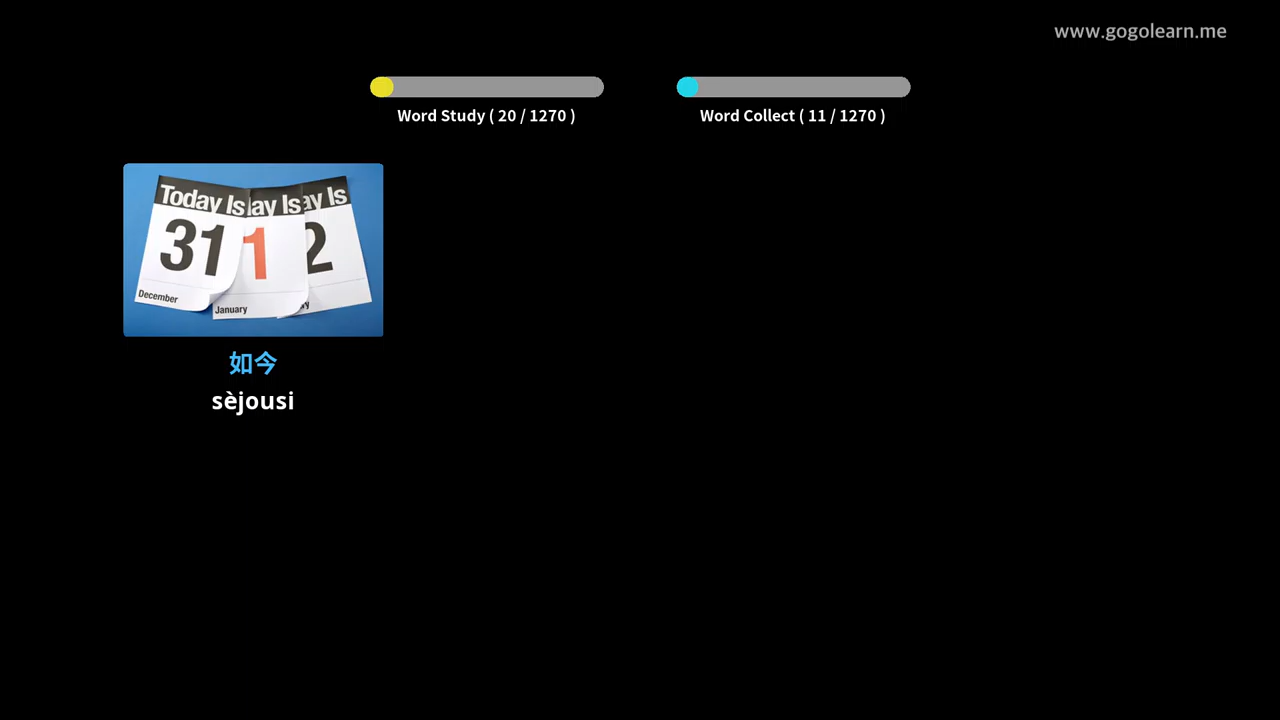 www.gogolearn.me
Word Study ( 20 / 1270 )
Word Collect ( 11 / 1270 )
Today Is
ay Is
ay Is
31
1
2
December
January
ry
如今
sèjousi